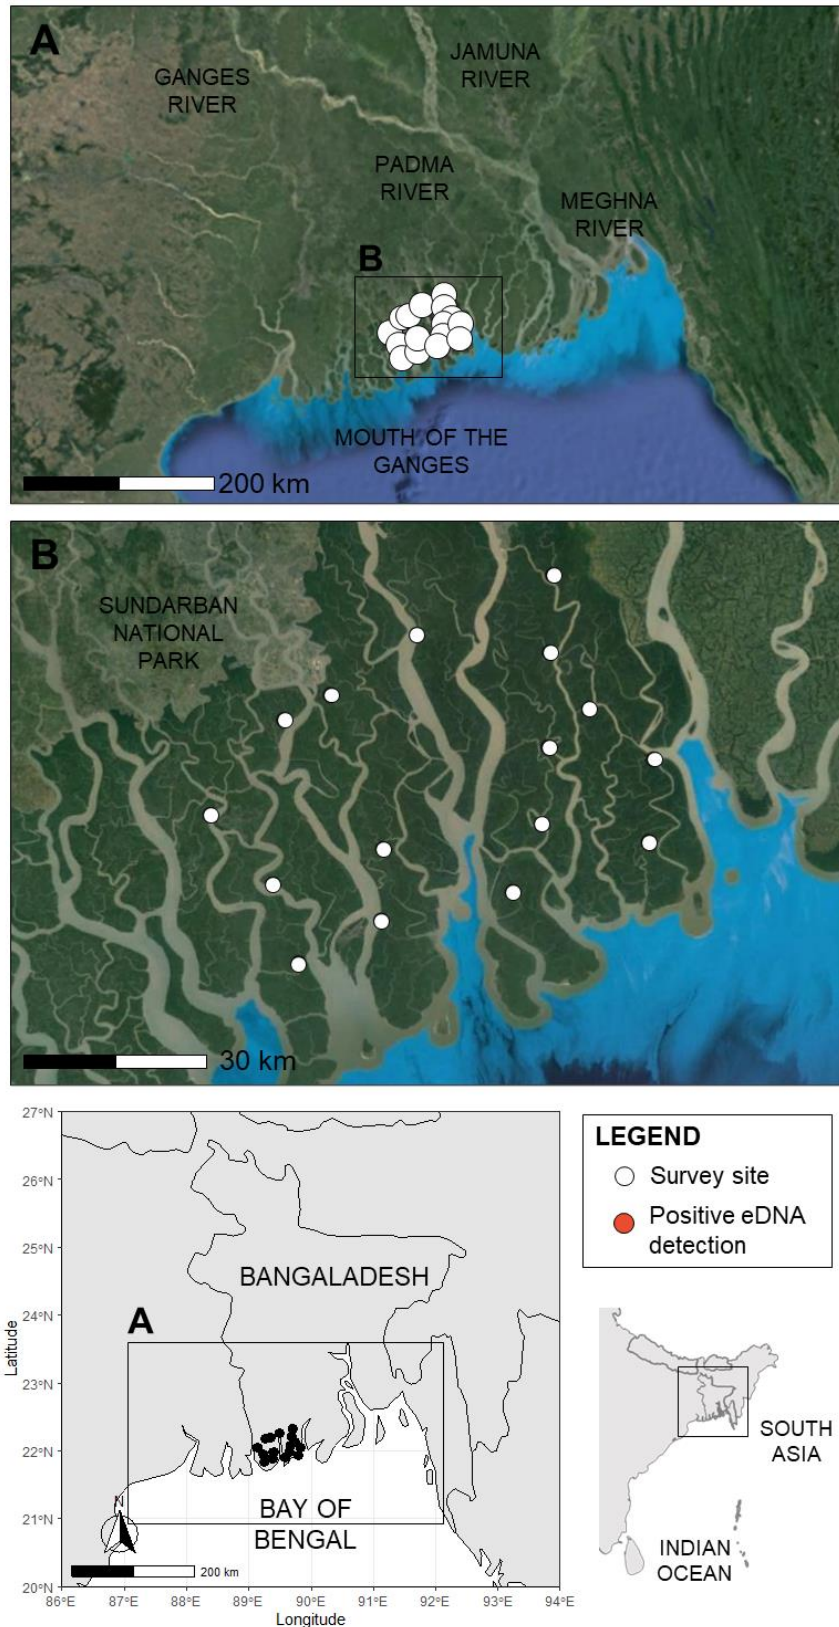 A
GANGES
RIVER
JAMUNA
RIVER
PADMA
RIVER
MEGHNA
RIVER
B
MOUTH OF THE
GANGES
200 km
B
SUNDARBAN
NATIONAL
PARK
30 km
27°N
26°N
25°N
24°N
23°N
22°N
21°N
20°N
Latitude
BANGALADESH
A
BAY OF
BENGAL
N
200 km
86°E 87°E 88°E 89°E 90°E 91°E 92°E 93°E 94°E
Longitude
LEGEND
Survey site
Positive eDNA
detection
SOUTH
ASIA
INDIAN
OCEAN